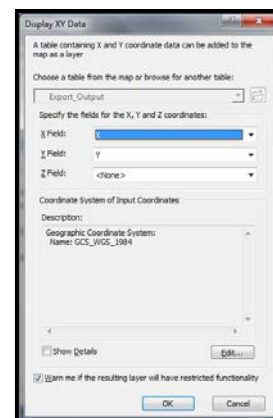 Display XY Data
A table containing X and Y coordinate data can be added to the
map as a layer
Choose a table from the map or browse for another table:
Export_Output
Specify the fields for the X, Y and Z coordinates:
X Field: X
Y Field: Y
Z Field: <None>
Coordinate System of Input Coordinates
Description:
Geographic Coordinate System:
Name: GCS_WGS_1984
Show Details
Edit...
Warn me if the resulting layer will have restricted functionality
OK Cancel